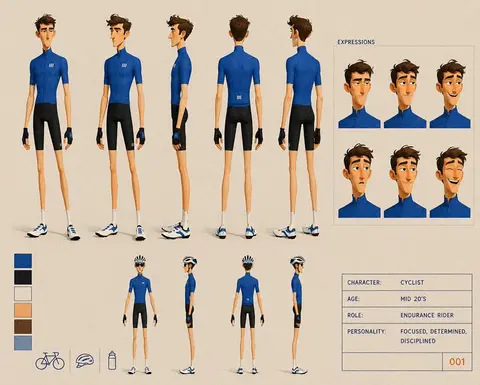 EXPRESSIONS
CHARACTER: CYCLIST
AGE: MID 20'S
ROLE: ENDURANCE RIDER
PERSONALITY: FOCUSED, DETERMINED,
DISCIPLINED
001